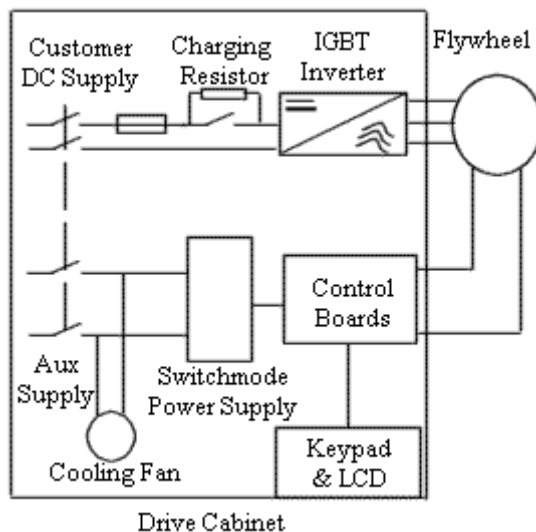 Customer
DC Supply
Charging
Resistor
IGBT
Inverter
Flywheel
Control
Boards
Aux
Supply
Switchmode
Power Supply
Cooling Fan
Keypad
& LCD
Drive Cabinet